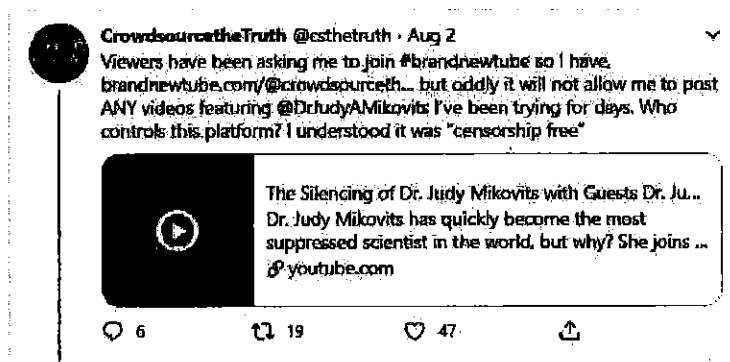 CrowdsourcetheTruth @csthetruth · Aug 2
Viewers have been asking me to join #brandnewtube so I have,
brandnewtube.com/@crowdsourceth... but oddly it will not allow me to post
ANY videos featuring @DrJudyAMikovits I've been trying for days. Who
controls this platform? I understood it was "censorship free"
The Silencing of Dr. Judy Mikovits with Guests Dr. Ju...
Dr. Judy Mikovits has quickly become the most
suppressed scientist in the world, but why? She joins ...
youtube.com
6 19 47